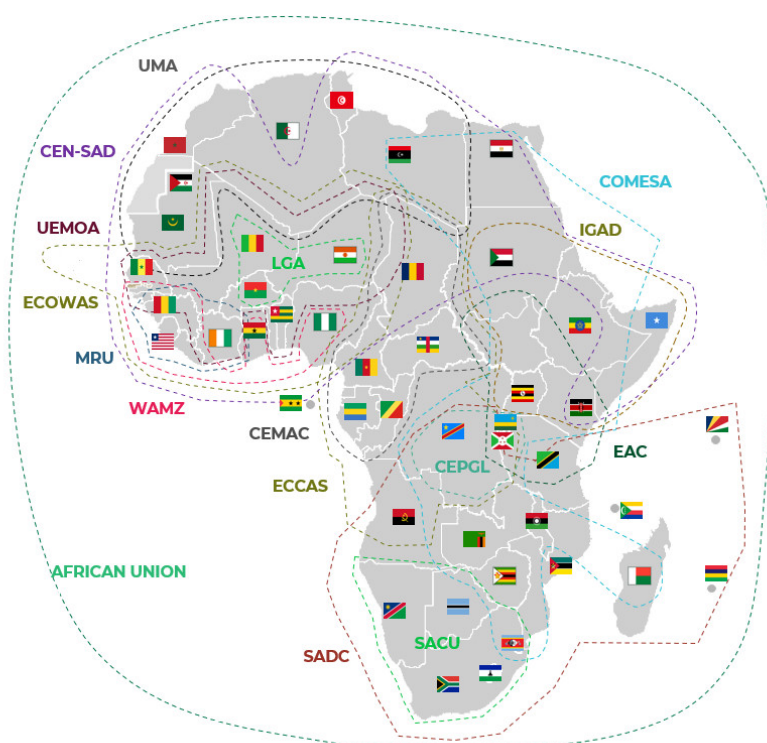 UMA
CEN-SAD
COMESA
UEMOA
IGAD
LGA
ECOWAS
MRU
WAMZ
CEMAC
EAC
CEPGL
ECCAS
AFRICAN UNION
SACU
SADC